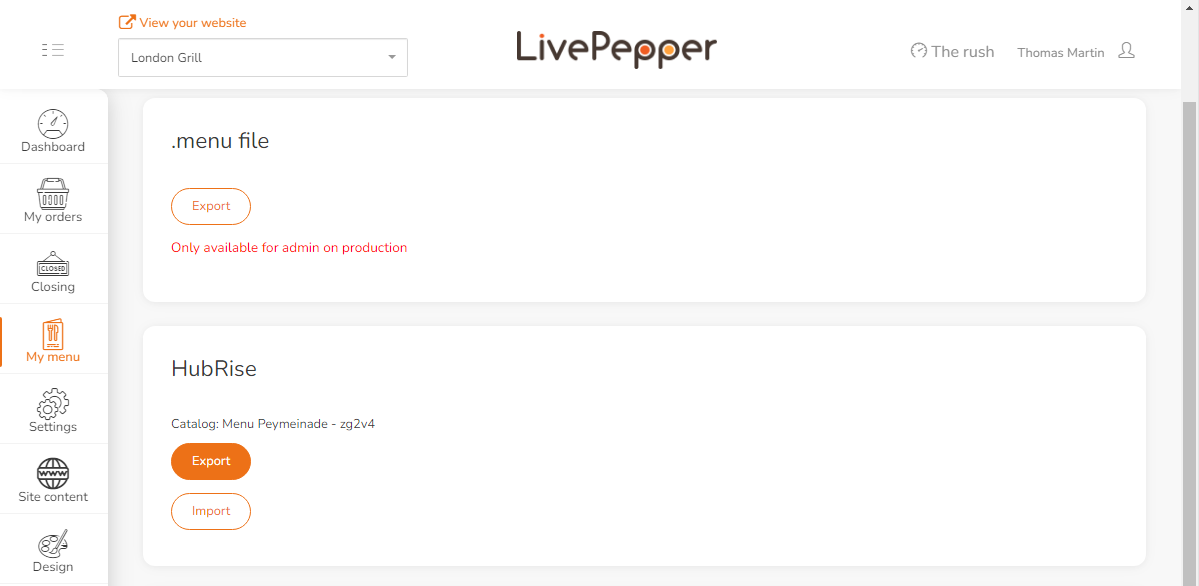 View your website
London Grill
LivePepper
The rush
Thomas Martin
Dashboard
My orders
CLOSED
Closing
My menu
Settings
WWW
Site content
Design
.menu file
Export
Only available for admin on production
HubRise
Catalog: Menu Peymeinade - zg2v4
Export
Import